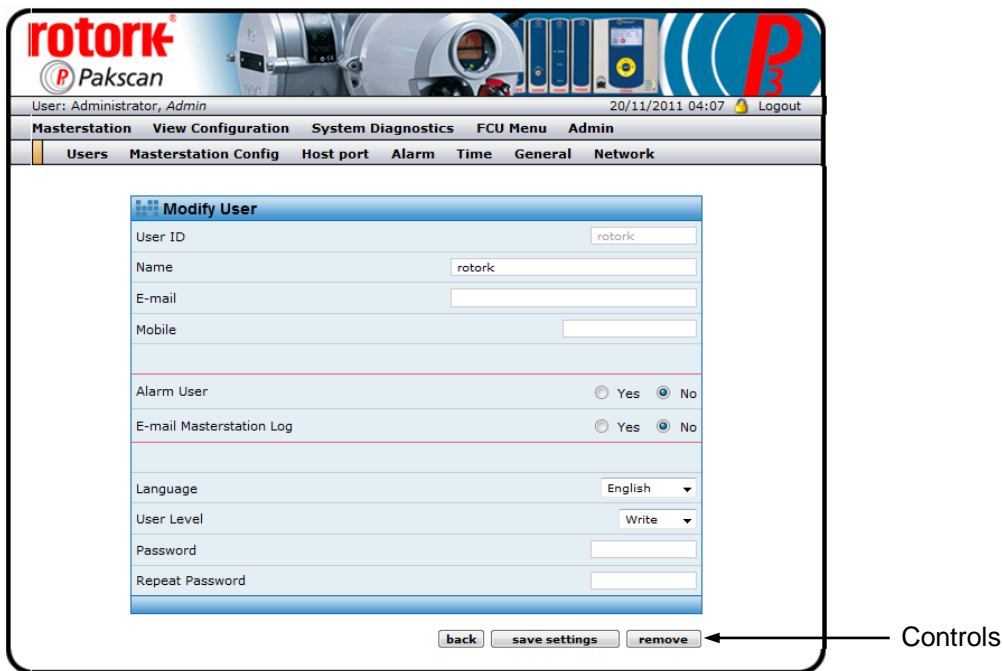 rotork®
P Pakscan
P3
User: Administrator, Admin 20/11/2011 04:07 Logout
Masterstation View Configuration System Diagnostics FCU Menu Admin
Users Masterstation Config Host port Alarm Time General Network
Modify User
User ID rotork
Name rotork
E-mail
Mobile
Alarm User Yes No
E-mail Masterstation Log Yes No
Language English
User Level Write
Password
Repeat Password
back save settings remove Controls